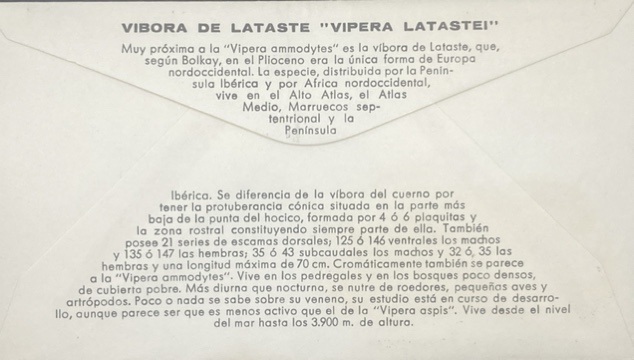 VIBORA DE LATASTE "VIPERA LATASTEI"
Muy próxima a la "Vipera ammodytes" es la víbora de Lataste, que,
según Bolkay, en el Plioceno era la única forma de Europa
nordoccidental. La especie, distribuida por la Penín-
sula Ibérica y por Africa nordoccidental,
vive en el Alto Atlas, el Atlas
Medio, Marruecos sep-
tentrional y la
Península
Ibérica. Se diferencia de la víbora del cuerno por
tener la protuberancia cónica situada en la parte más
baja de la punta del hocico, formada por 4 ó 6 plaquitas y
la zona rostral constituyendo siempre parte de ella. También
posee 21 series de escamas dorsales; 125 ó 146 ventrales los machos
y 135 ó 147 las hembras; 35 ó 43 subcaudales los machos y 32 ó, 35 las
hembras y una longitud máxima de 70 cm. Cromáticamente también se parece
a la "Vipera ammodytes". Vive en los pedregales y en los bosques poco densos,
de cubierta pobre. Más diurna que nocturna, se nutre de roedores, pequeñas aves y
artrópodos. Poco o nada se sabe sobre su veneno, su estudio está en curso de desarro-
llo, aunque parece ser que es menos activo que el de la "Vipera aspis". Vive desde el nivel
del mar hasta los 3.900 m. de altura.